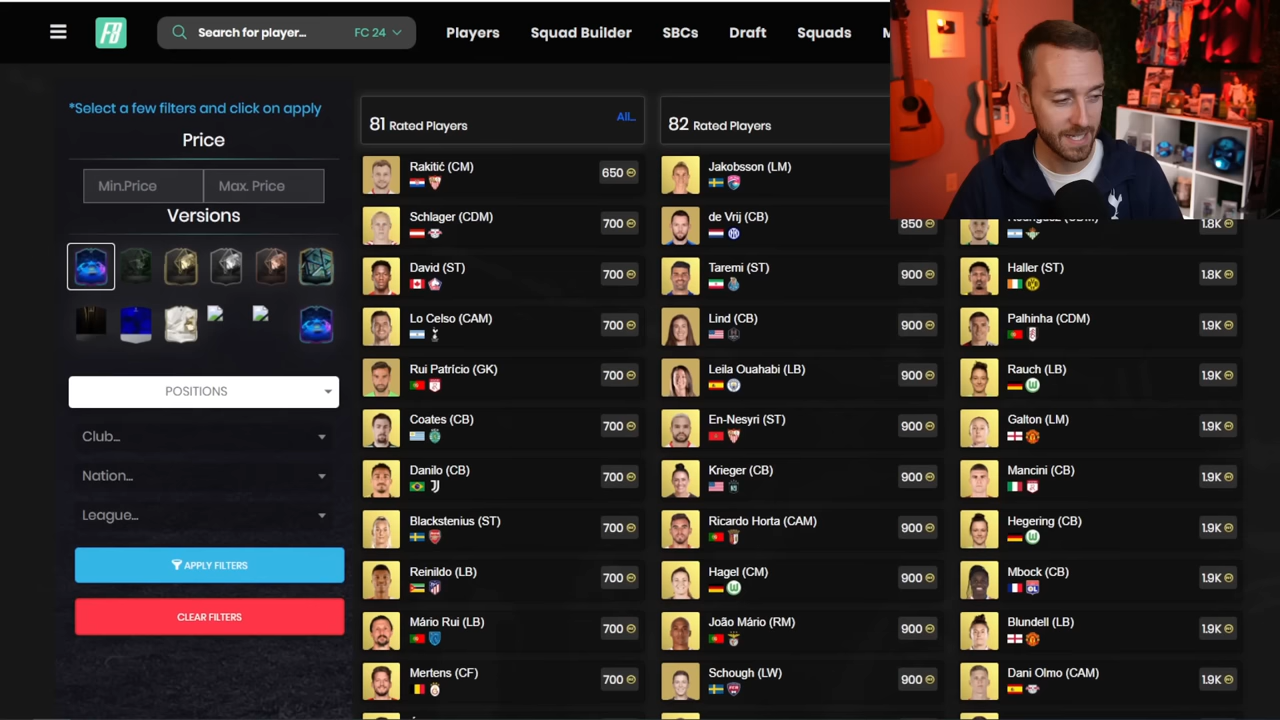 FB
Search for player...
FC 24
Players
Squad Builder
SBCs
Draft
Squads
*Select a few filters and click on apply
Price
Min.Price
Max. Price
Versions
POSITIONS
Club...
Nation...
League...
APPLY FILTERS
CLEAR FILTERS
81 Rated Players
All...
Rakitić (CM)
650
Schlager (CDM)
700
David (ST)
700
Lo Celso (CAM)
700
Rui Patrício (GK)
700
Coates (CB)
700
Danilo (CB)
700
Blackstenius (ST)
700
Reinildo (LB)
700
Mário Rui (LB)
700
Mertens (CF)
700
82 Rated Players
Jakobsson (LM)
de Vrij (CB)
850
Taremi (ST)
900
Lind (CB)
900
Leila Ouahabi (LB)
900
En-Nesyri (ST)
900
Krieger (CB)
900
Ricardo Horta (CAM)
900
Hagel (CM)
900
João Mário (RM)
900
Schough (LW)
900
1.8K
Haller (ST)
1.8K
Palhinha (CDM)
1.9K
Rauch (LB)
1.9K
Galton (LM)
1.9K
Mancini (CB)
1.9K
Hegering (CB)
1.9K
Mbock (CB)
1.9K
Blundell (LB)
1.9K
Dani Olmo (CAM)
1.9K